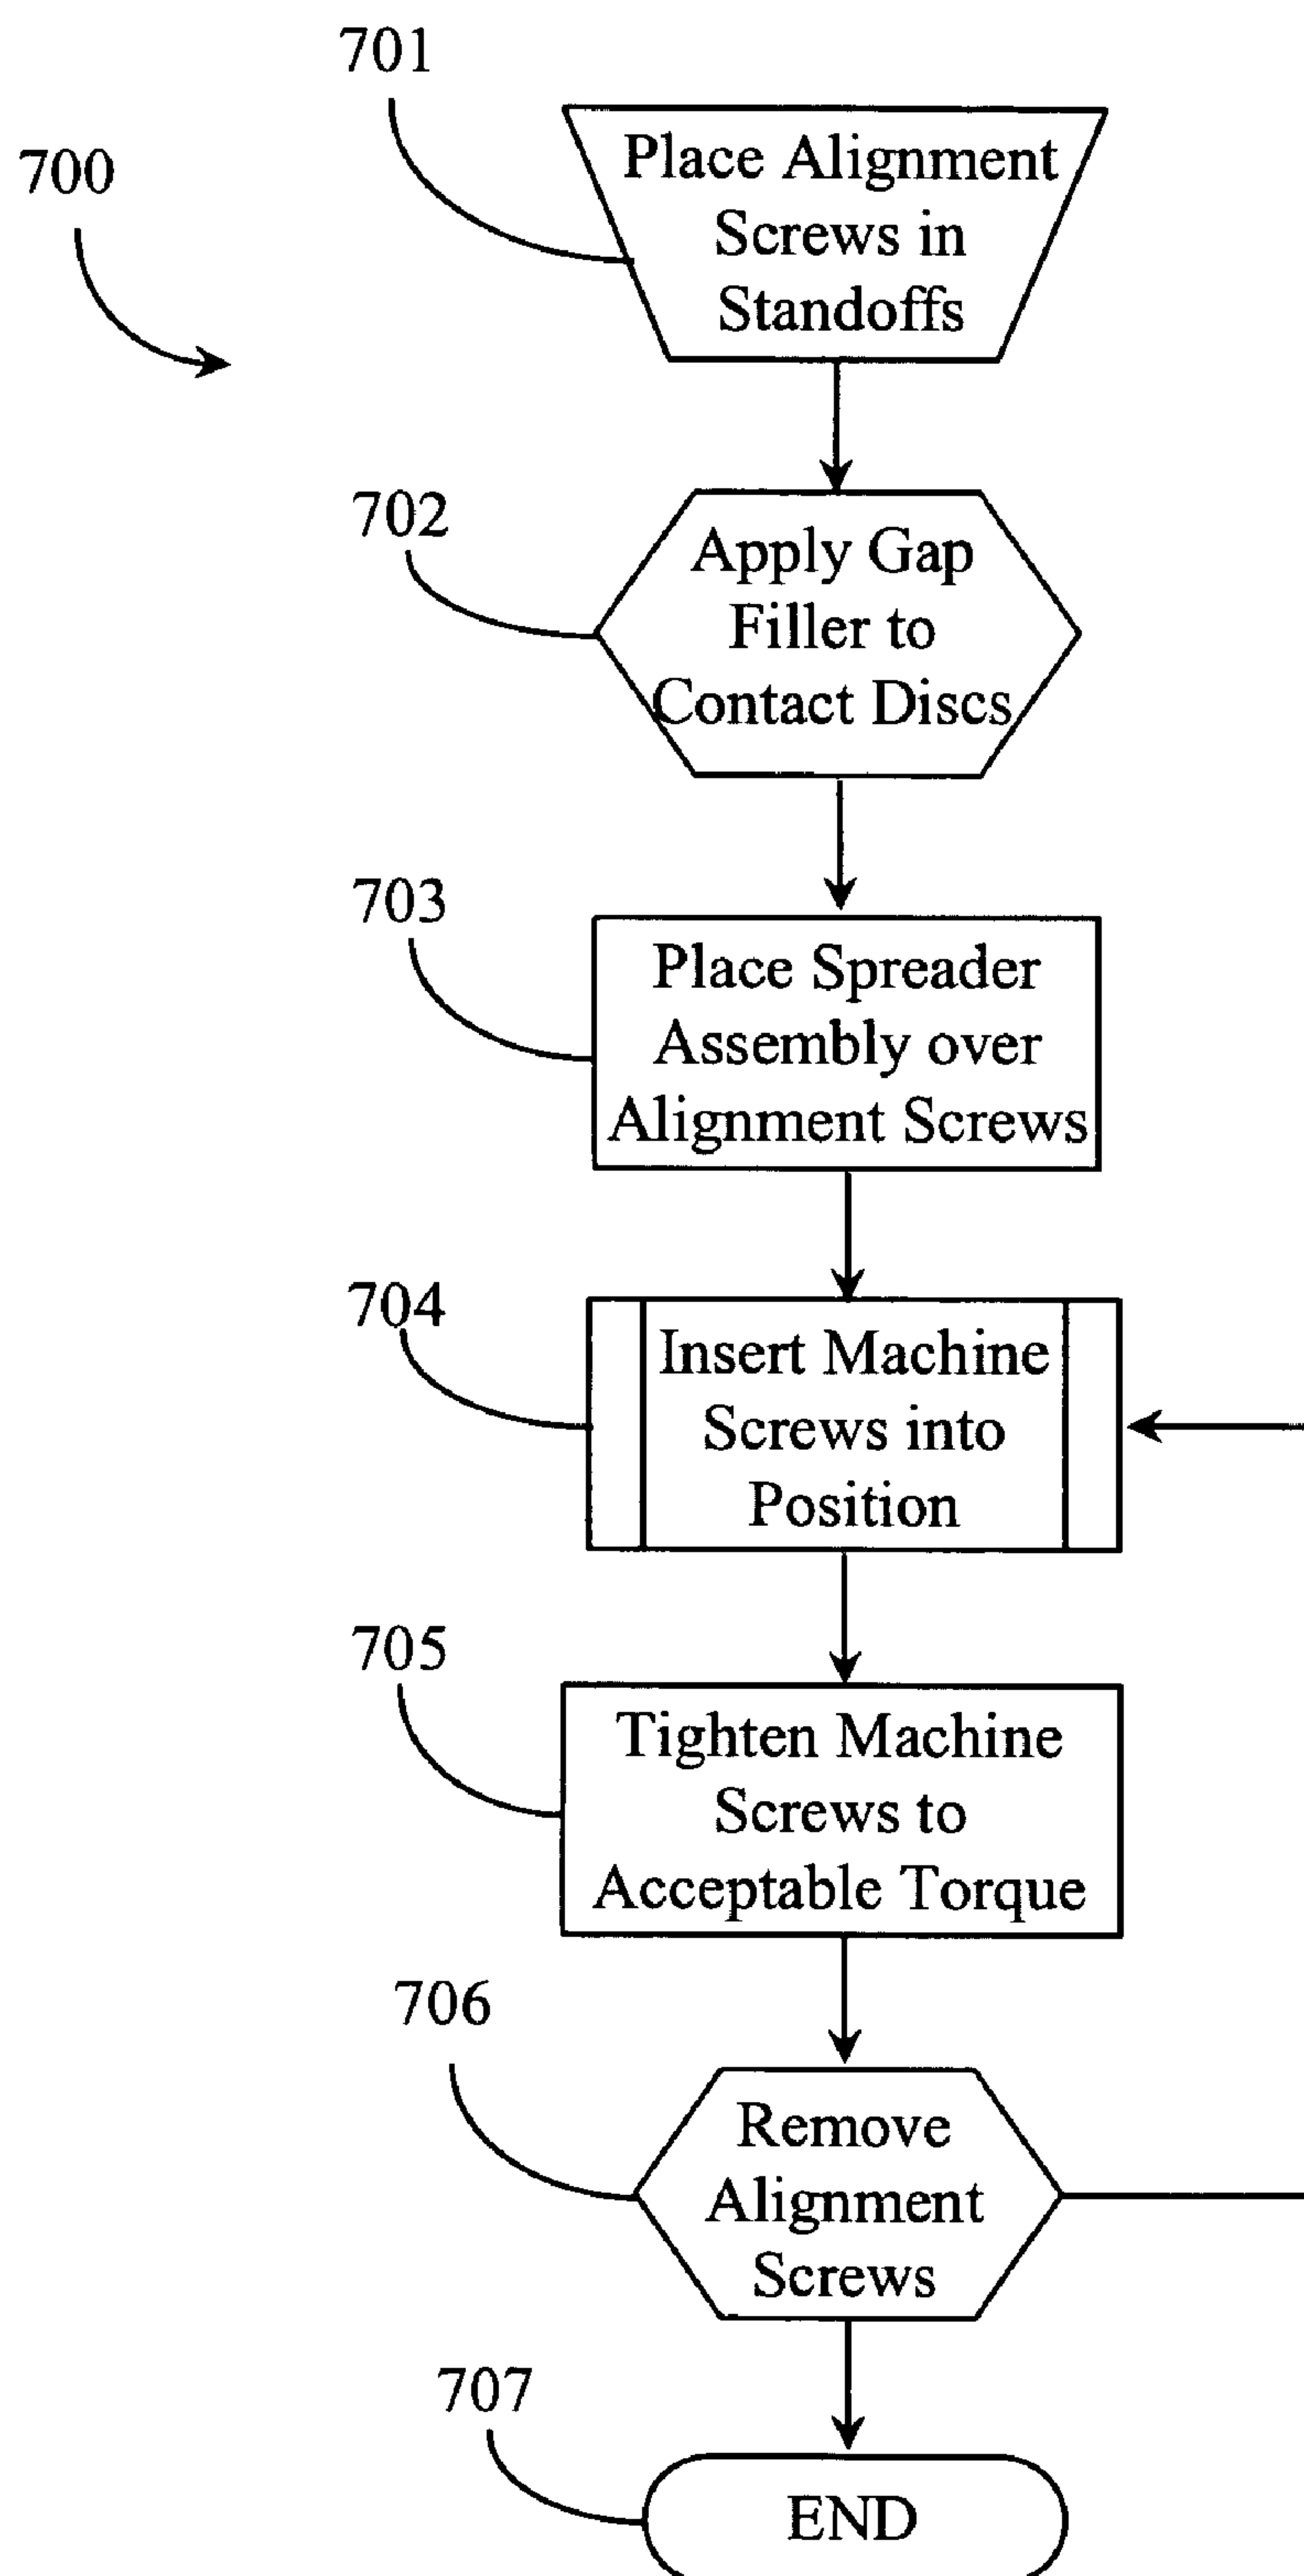 701
700
Place Alignment
Screws in
Standoffs
702
Apply Gap
Filler to
Contact Discs
703
Place Spreader
Assembly over
Alignment Screws
704
Insert Machine
Screws into
Position
705
Tighten Machine
Screws to
Acceptable Torque
706
Remove
Alignment
Screws
707
END